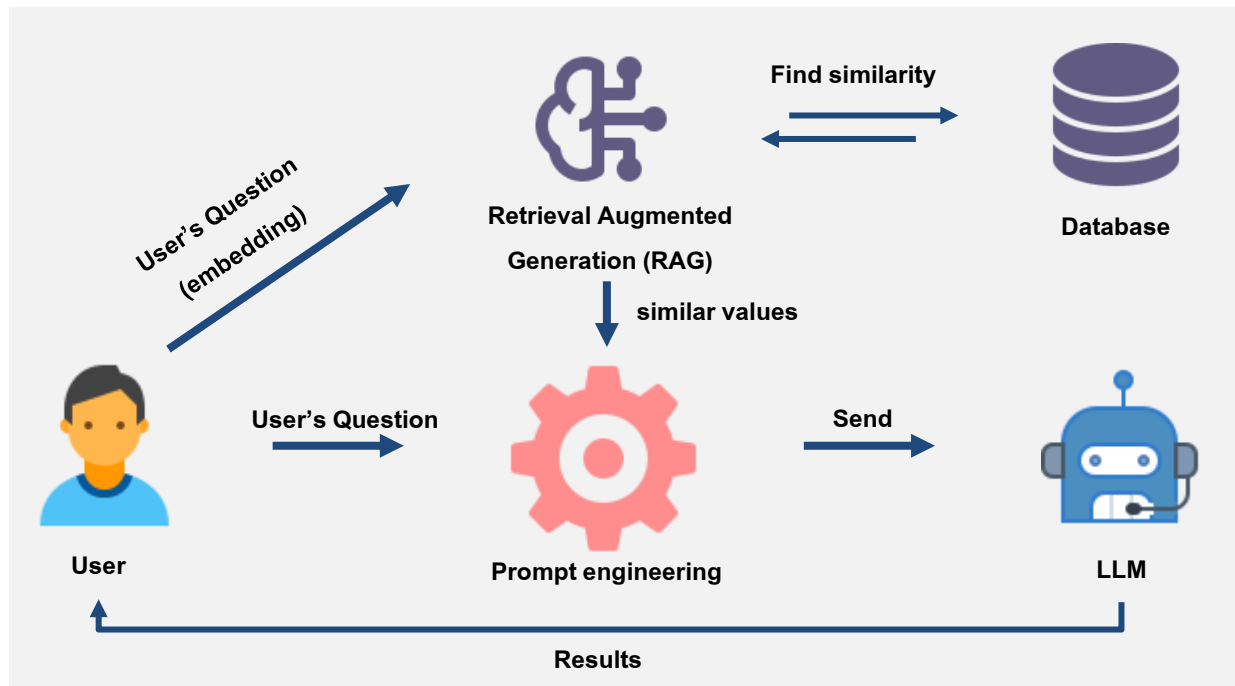 Find similarity
User's Question
(embedding)
Retrieval Augmented
Generation (RAG)
Database
similar values
User's Question
Send
User
Prompt engineering
LLM
Results